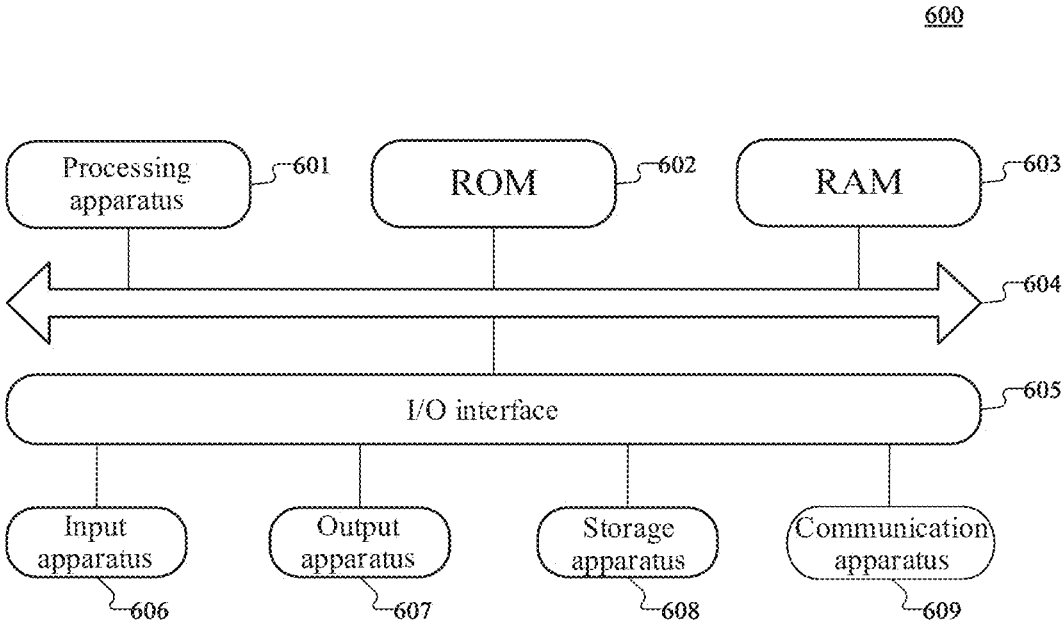 600
Processing
apparatus
601
ROM
602
RAM
603
604
I/O interface
605
Input
apparatus
606
Output
apparatus
607
Storage
apparatus
608
Communication
apparatus
609